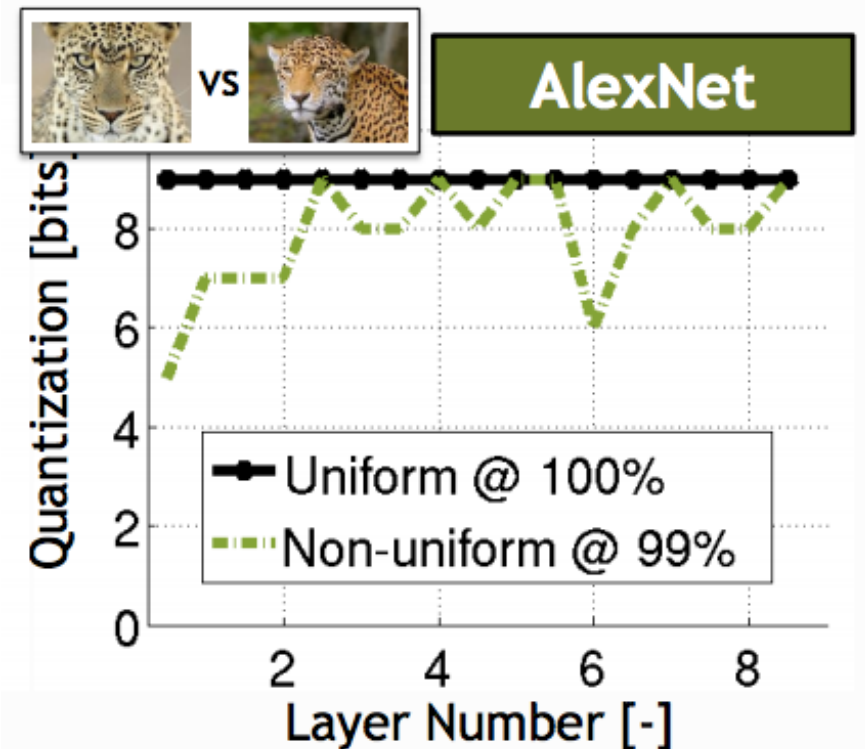 VS
AlexNet
Quantization [bits]
8
6
4
2
0
Uniform @ 100%
Non-uniform @ 99%
2 4 6 8
Layer Number [-]